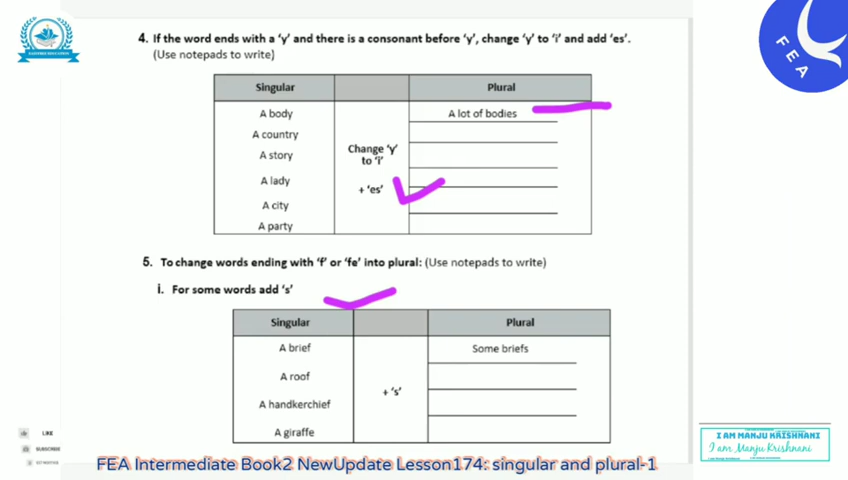 4. If the word ends with a 'y' and there is a consonant before 'y', change 'y' to 'i' and add 'es'.
(Use notepads to write)
Singular Plural
A body A lot of bodies
A country
A story
Change 'y' to 'i'
+ 'es'
A lady
A city
A party
5. To change words ending with 'f' or 'fe' into plural: (Use notepads to write)
i. For some words add 's'
Singular Plural
A brief Some briefs
A roof
+ 's'
A handkerchief
A giraffe
FEA
LIKE
SUBSCRIBE
I AM MANJU KRISHNANI
I am Manju Krishnani
FEA Intermediate Book2 NewUpdate Lesson174: singular and plural-1